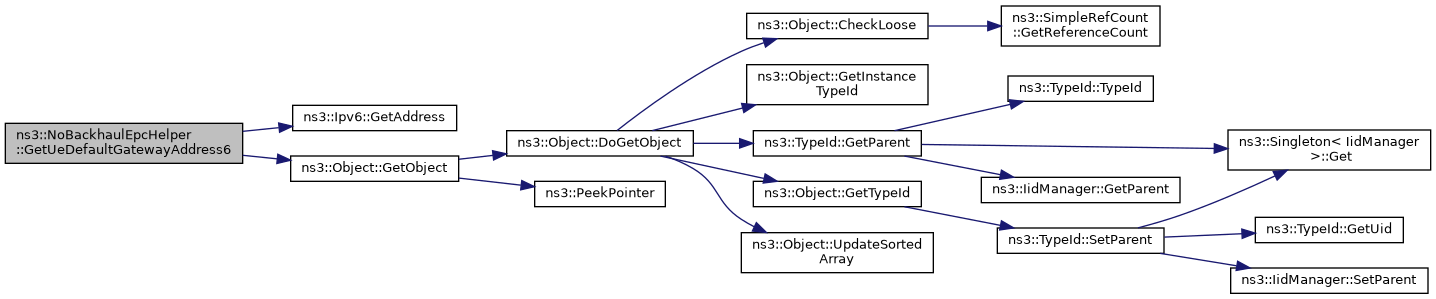 ns3::NoBackhaulEpcHelper
::GetUeDefaultGatewayAddress6
ns3::Ipv6::GetAddress
ns3::Object::GetObject
ns3::Object::DoGetObject
ns3::PeekPointer
ns3::Object::CheckLoose
ns3::Object::GetInstance
TypeId
ns3::TypeId::GetParent
ns3::Object::GetTypeId
ns3::Object::UpdateSorted
Array
ns3::SimpleRefCount
::GetReferenceCount
ns3::TypeId::TypeId
ns3::IidManager::GetParent
ns3::TypeId::SetParent
ns3::Singleton< IidManager
>::Get
ns3::TypeId::GetUid
ns3::IidManager::SetParent